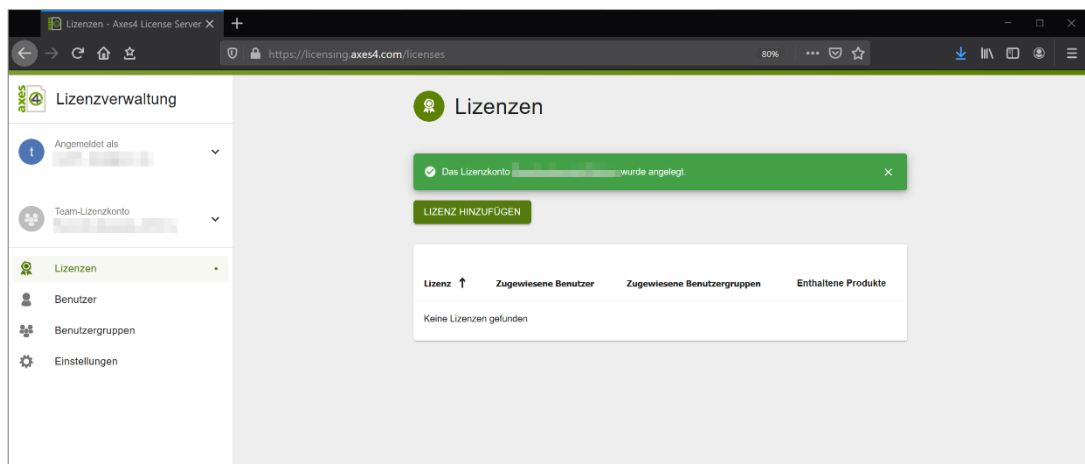 Lizenzen - Axes4 License Server
https://licensing.axes4.com/licenses
80%
axes4
Lizenzverwaltung
t
Angemeldet als
Team-Lizenzkonto
Lizenzen
Benutzer
Benutzergruppen
Einstellungen
Lizenzen
Das Lizenzkonto wurde angelegt.
LIZENZ HINZUFÜGEN
Lizenz Zugewiesene Benutzer Zugewiesene Benutzergruppen Enthaltene Produkte
Keine Lizenzen gefunden